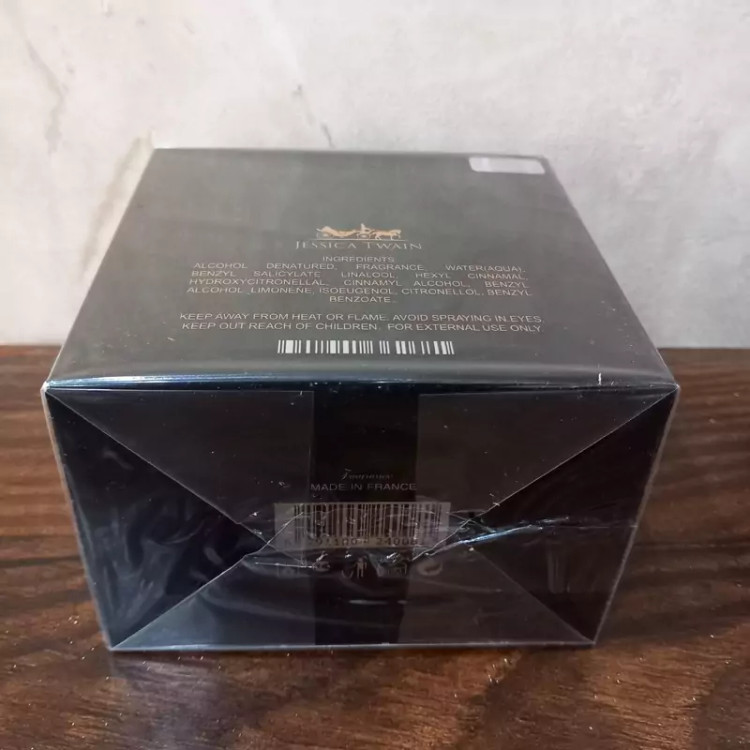 JESSICA TWAIN
INGREDIENTS
ALCOHOL DENATURED, FRAGRANCE, WATER(AQUA),
BENZYL SALICYLATE, LINALOOL HEXYL CINNAMAL,
HYDROXYCITRONELLAL, CINNAMYL ALCOHOL, BENZYL
ALCOHOL ,LIMONENE, ISOEUGENOL, CITRONELLOL, BENZYL
BENZOATE.
KEEP AWAY FROM HEAT OR FLAME. AVOID SPRAYING IN EYES,
KEEP OUT REACH OF CHILDREN. FOR EXTERNAL USE ONLY
MADE IN FRANCE